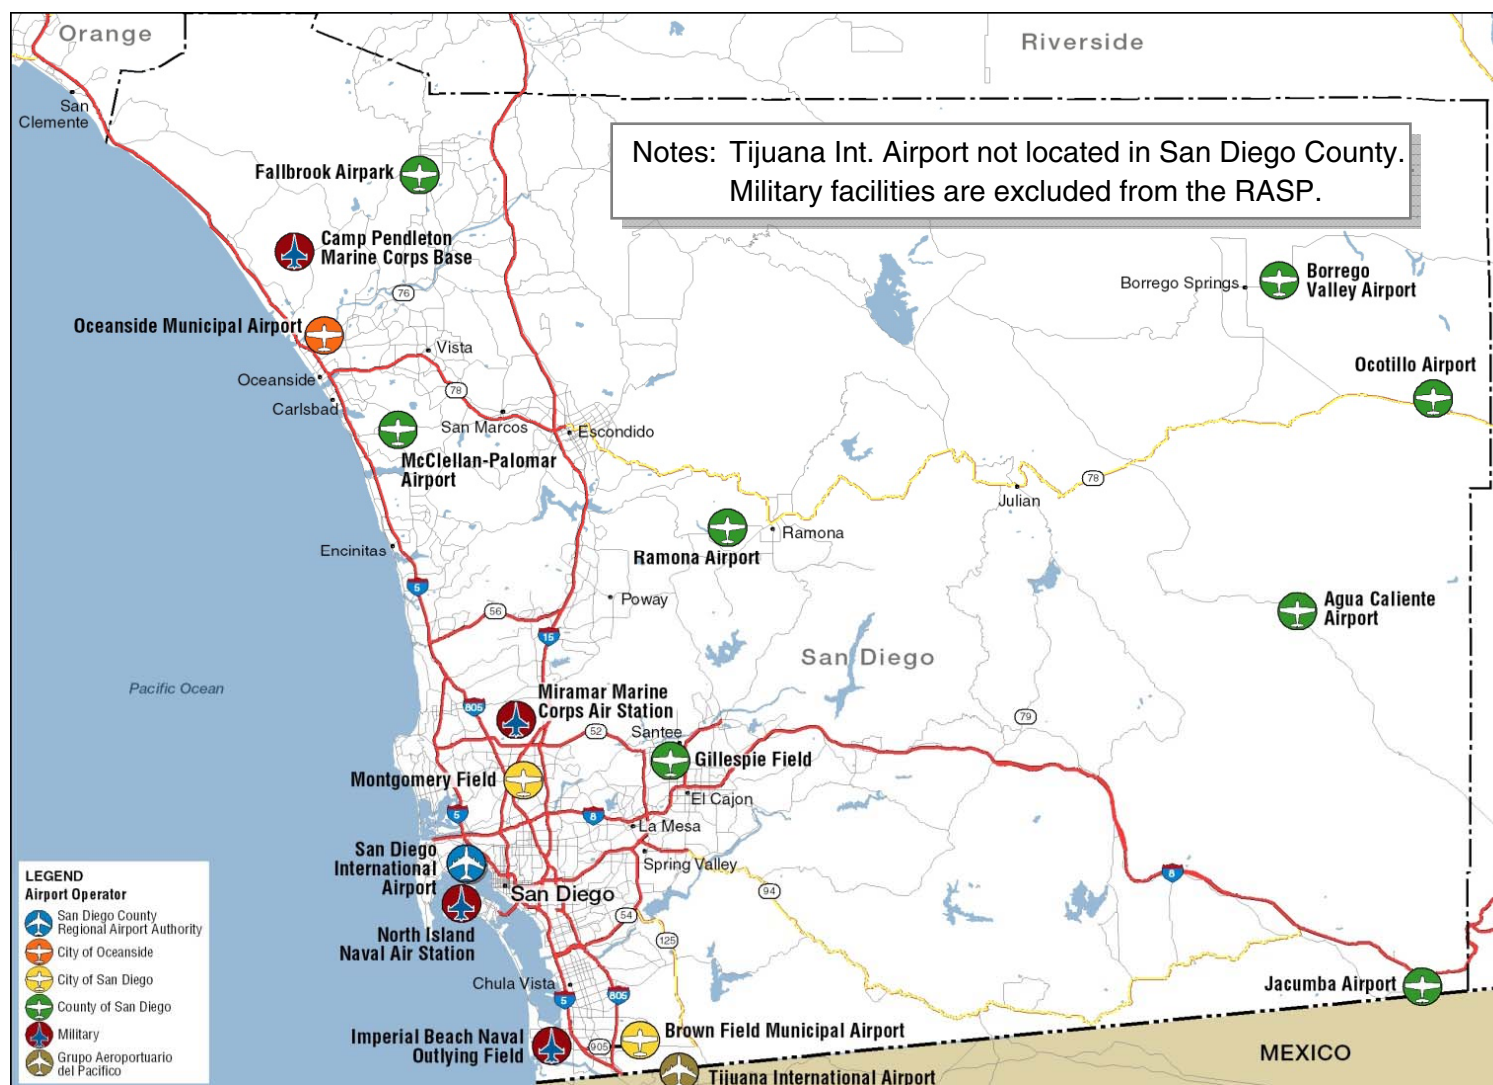 Orange
Riverside
San
Clemente
Notes: Tijuana Int. Airport not located in San Diego County.
Military facilities are excluded from the RASP.
Fallbrook Airpark
Camp Pendleton
Marine Corps Base
Borrego Springs
Borrego
Valley Airport
76
Oceanside Municipal Airport
Vista
Ocotillo Airport
Oceanside
78
Carlsbad
San Marcos
Escondido
McClellan-Palomar
Airport
78
Julian
Ramona
Encinitas
Ramona Airport
5
56
Poway
Agua Caliente
Airport
15
San Diego
Pacific Ocean
Miramar Marine
Corps Air Station
805
79
52
Santee
Gillespie Field
Montgomery Field
El Cajon
5
8
La Mesa
San Diego
International
Airport
Spring Valley
8
94
San Diego
54
North Island
Naval Air Station
125
Chula Vista
5
805
Jacumba Airport
Imperial Beach Naval
Outlying Field
905
Brown Field Municipal Airport
MEXICO
Tijuana International Airport
LEGEND
Airport Operator
San Diego County
Regional Airport Authority
City of Oceanside
City of San Diego
County of San Diego
Military
Grupo Aeroportuario
del Pacifico